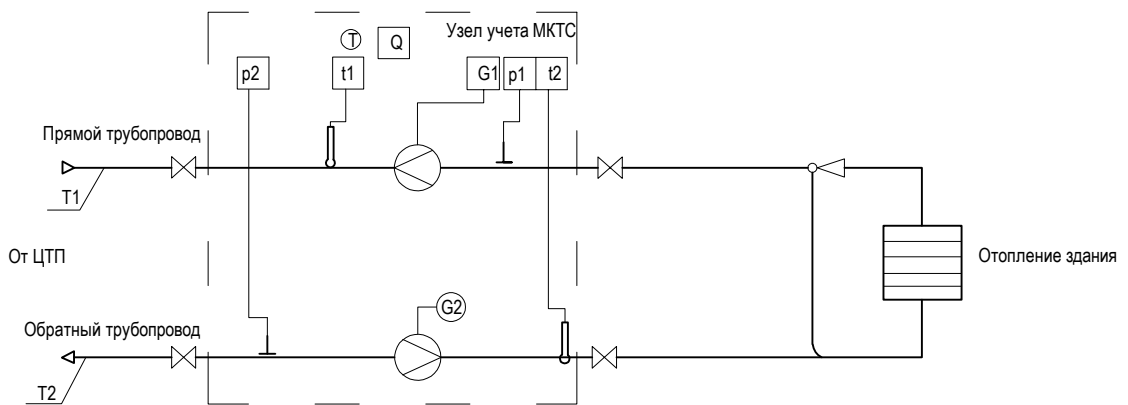 Узел учета МКТС
T Q
p2 t1 G1 p1 t2
Прямой трубопровод
T1
От ЦТП
Отопление здания
G2
Обратный трубопровод
T2